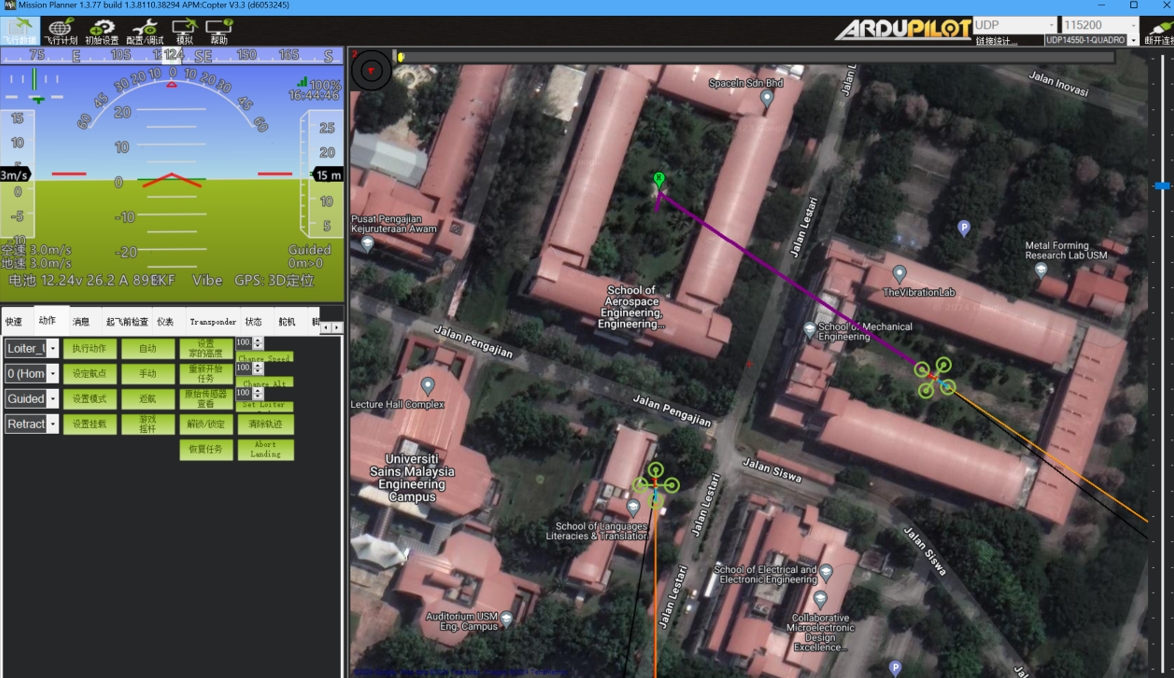 Mission Planner 1.3.77 build 1.3.8110.38294 APM:Copter V3.3 (d6053245)
飞行数据 飞行计划 初始设置 配置/调试 模拟 帮助
ARDUPILOT
UDP
115200
链接统计...
UDP14550-1-QUADRO
断开连
75 E 105 124 SE 150 165 S
60 45 30 20 10 0 10 20 30 45 60
100%
16:44:46
20
10
0
-10
-20
15
10
5
0
-5
-10
3m/s
25
20
15 m
10
5
空速 3.0m/s
地速 3.0m/s
Guided
0m>0
电池 12.24v 26.2 A 89 EKF Vibe GPS: 3D定位
快速 动作 消息 起飞前检查 仪表 Transponder 状态 舵机
Loiter_U 执行动作 自动 设置家的高度 100 Change Speed
0 (Hom 设定航点 手动 重新开始任务 100 Change Alt
Guided 设置模式 返航 原始传感器查看 100 Set Loiter
Retract 设置挂载 游戏摇杆 解锁/锁定 清除轨迹
恢复任务 Abort Landing
SpaceIn Sdn Bhd
Jalan L
Jalan Inovasi
H
Pusat Pengajian
Kejuruteraan Awam
Jalan Lestari
P
Metal Forming
Research Lab USM
TheVibrationLab
School of
Aerospace
Engineering,
Engineering...
School of Mechanical
Engineering
Jalan Pengajian
Lecture Hall Complex
Jalan Pengajian
Universiti
Sains Malaysia
Engineering
Campus
Jalan Siswa
Jalan Lestari
School of Languages
Literacies & Translation
Jalan Siswa
School of Electrical and
Electronic Engineering
Jalan Lestari
Auditorium USM
Eng. Campus
Collaborative
Microelectronic
Design
Excellence...
P
Jala